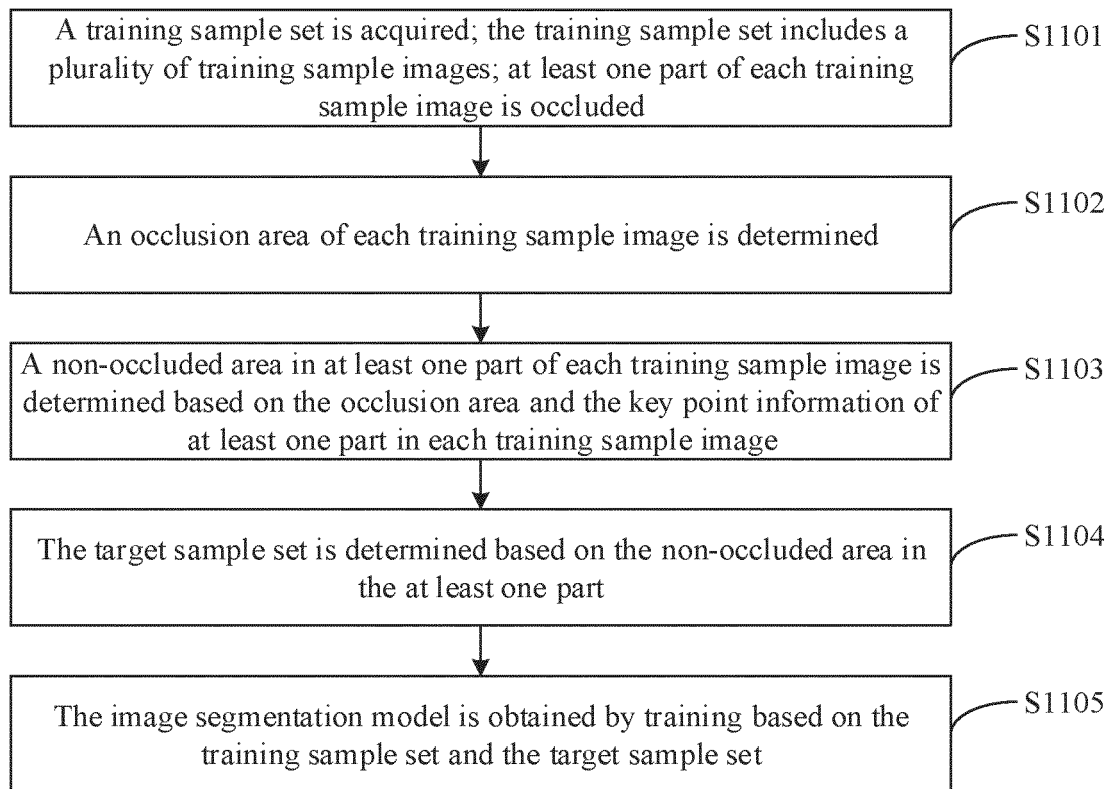 A training sample set is acquired; the training sample set includes a
plurality of training sample images; at least one part of each training
sample image is occluded
S1101
An occlusion area of each training sample image is determined
S1102
A non-occluded area in at least one part of each training sample image is
determined based on the occlusion area and the key point information of
at least one part in each training sample image
S1103
The target sample set is determined based on the non-occluded area in
the at least one part
S1104
The image segmentation model is obtained by training based on the
training sample set and the target sample set
S1105